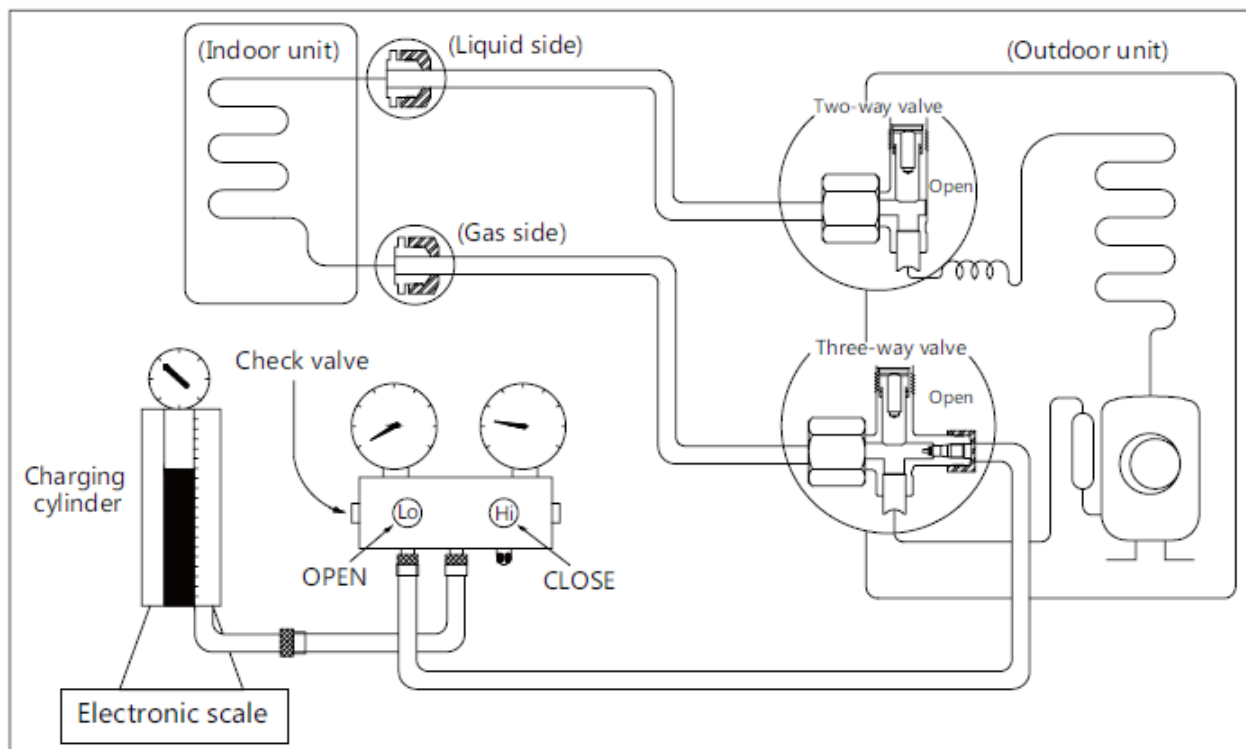 (Indoor unit)
(Liquid side)
(Outdoor unit)
Two-way valve
Open
(Gas side)
Three-way valve
Open
Check valve
Charging
cylinder
Lo
Hi
OPEN
CLOSE
Electronic scale